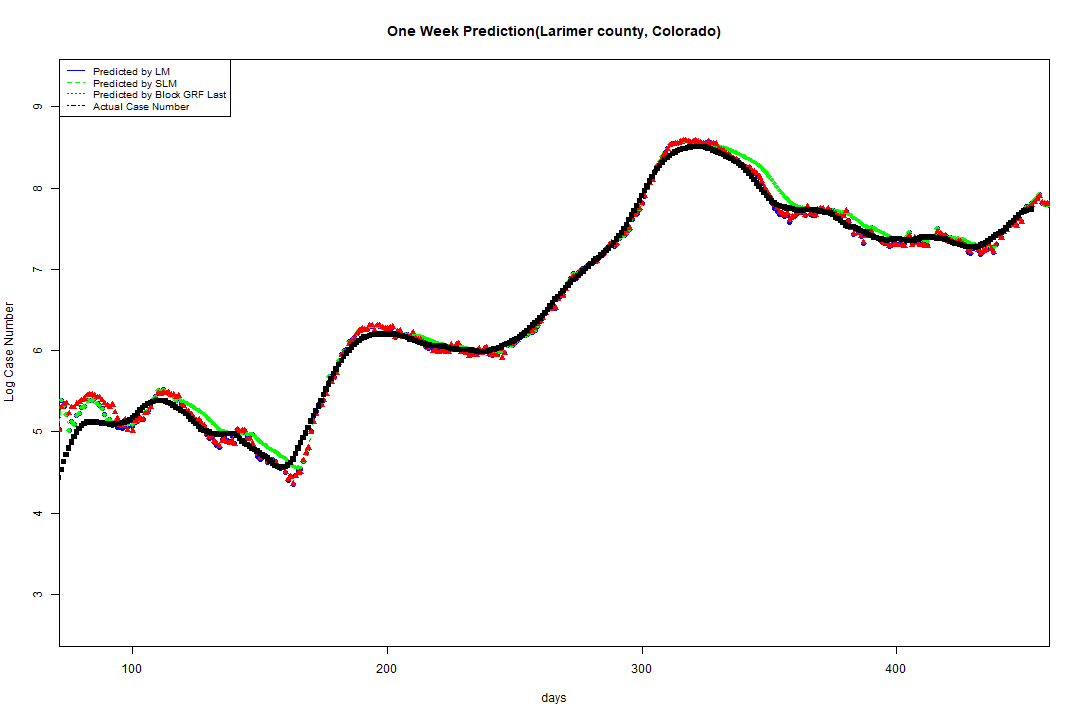 One Week Prediction(Larimer county, Colorado)
Predicted by LM
Predicted by SLM
Predicted by Block GRF Last
Actual Case Number
9
8
7
6
5
4
3
Log Case Number
100 200 300 400
days